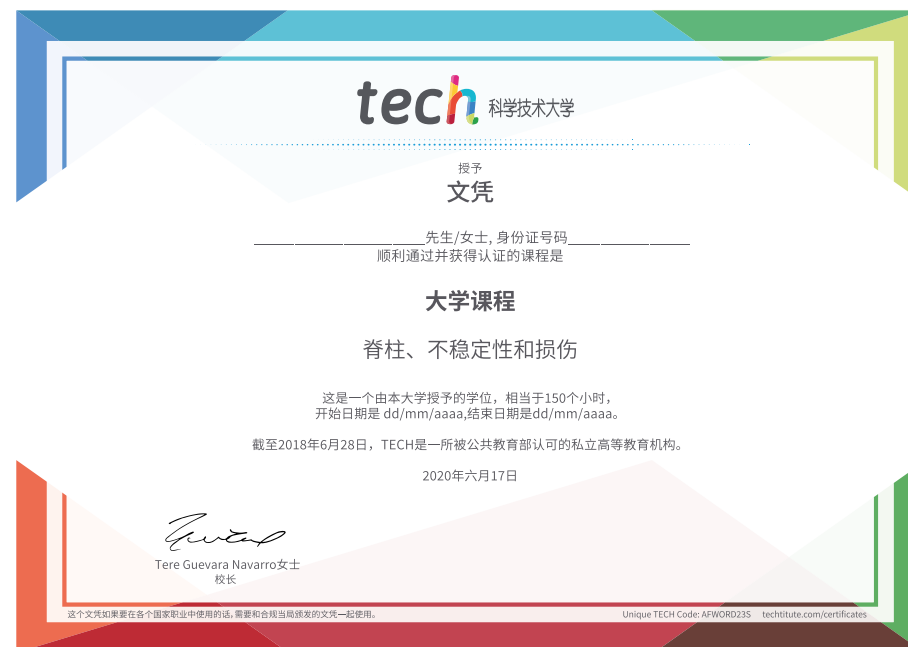 tech 科学技术大学
授予
文凭
____________________先生/女士, 身份证号码_______________
顺利通过并获得认证的课程是
大学课程
脊柱、不稳定性和损伤
这是一个由本大学授予的学位，相当于150个小时，
开始日期是 dd/mm/aaaa,结束日期是dd/mm/aaaa。
截至2018年6月28日，TECH是一所被公共教育部认可的私立高等教育机构。
2020年六月17日
Tere Guevara Navarro女士
校长
这个文凭如果要在各个国家职业中使用的话,需要和合规当局颁发的文凭一起使用。
Unique TECH Code: AFWORD23S techtitute.com/certificates